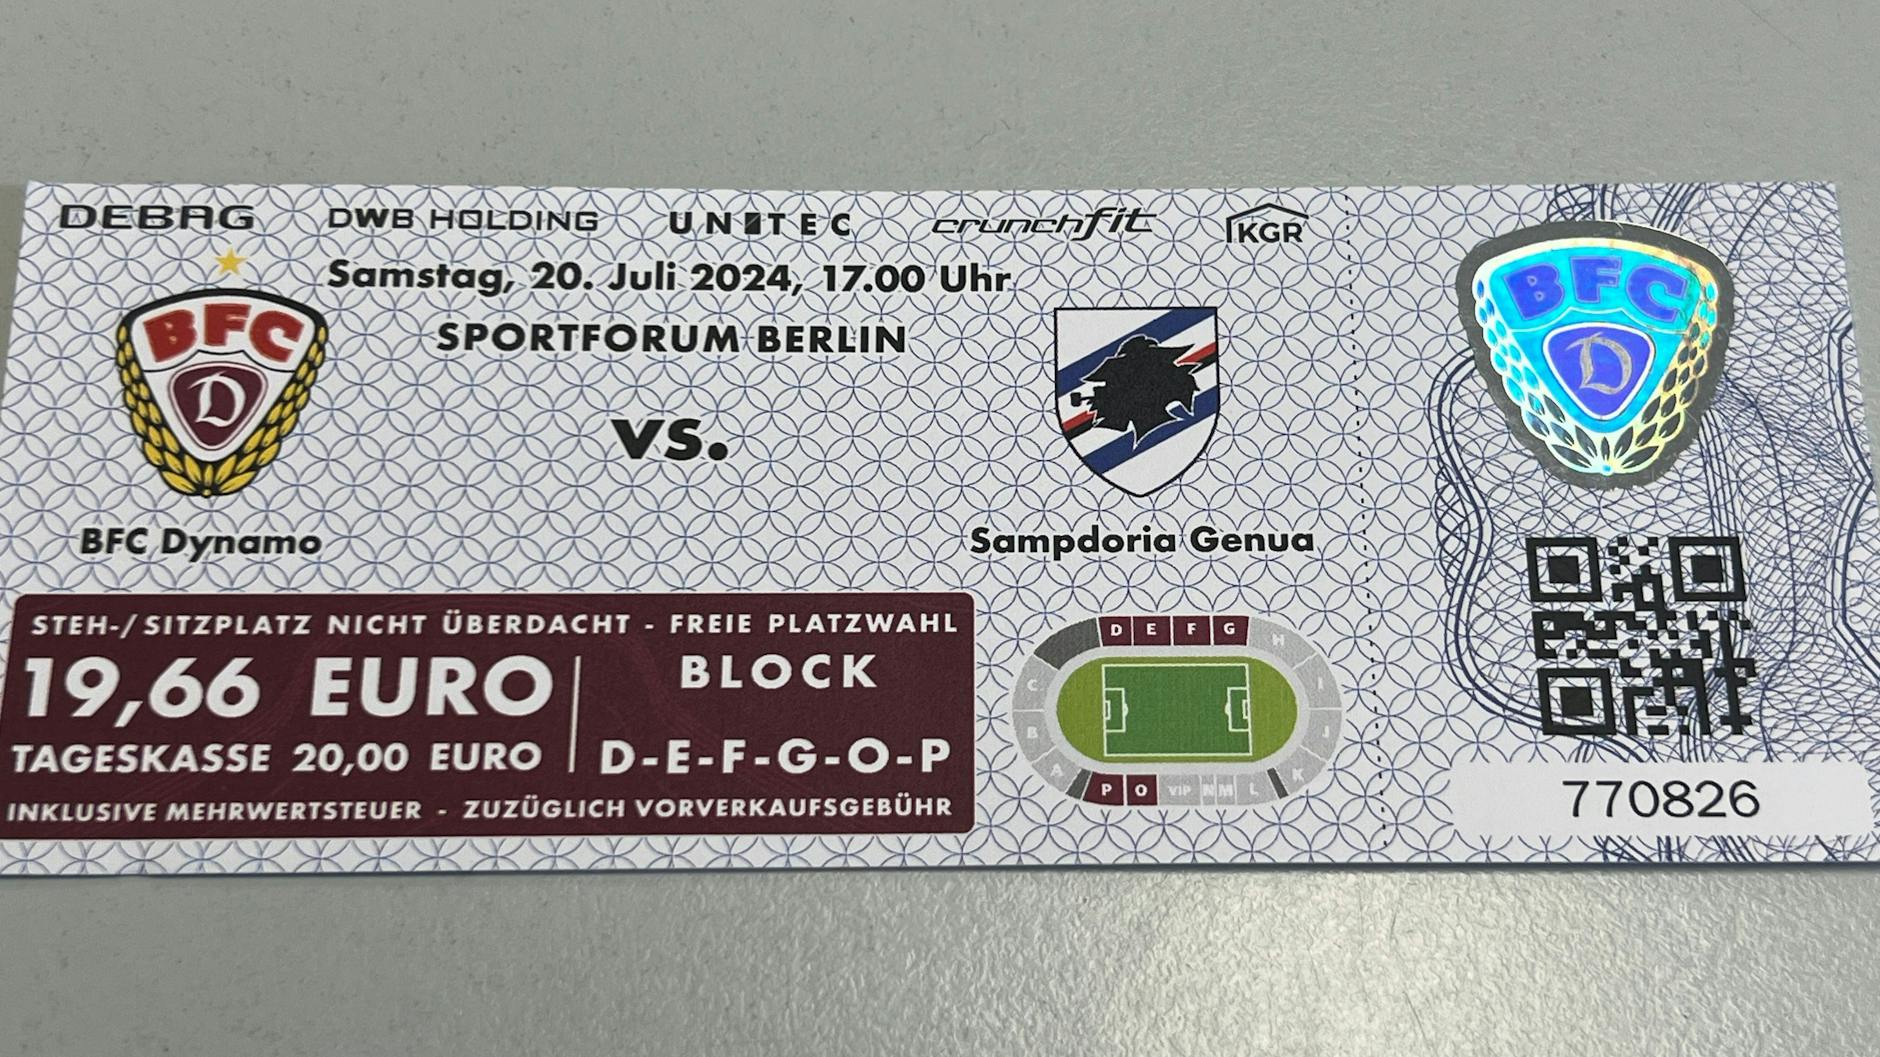 DEBAG DWB HOLDING UNITEC crunchfit KGR
Samstag, 20. Juli 2024, 17.00 Uhr
SPORTFORUM BERLIN
BFC
D
vs.
BFC
D
BFC Dynamo
Sampdoria Genua
STEH-/SITZPLATZ NICHT ÜBERDACHT - FREIE PLATZWAHL
19,66 EURO
BLOCK
TAGESKASSE 20,00 EURO
D-E-F-G-O-P
INKLUSIVE MEHRWERTSTEUER - ZUZÜGLICH VORVERKAUFSGEBÜHR
D E F G H
C I
B J
A K
P O VIP N M L
770826